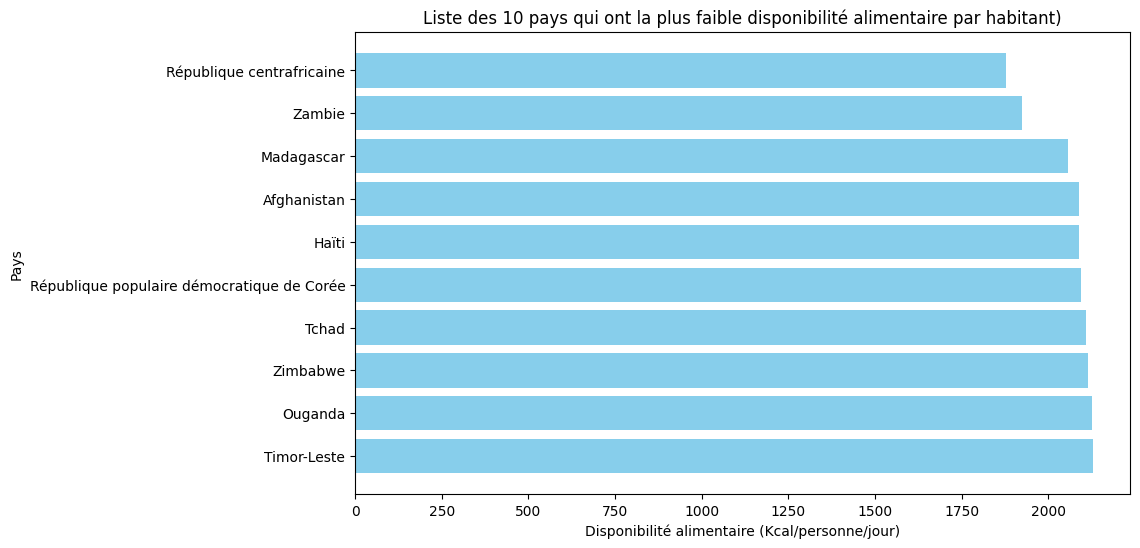 Liste des 10 pays qui ont la plus faible disponibilité alimentaire par habitant)
Pays
République centrafricaine
Zambie
Madagascar
Afghanistan
Haïti
République populaire démocratique de Corée
Tchad
Zimbabwe
Ouganda
Timor-Leste
0 250 500 750 1000 1250 1500 1750 2000
Disponibilité alimentaire (Kcal/personne/jour)